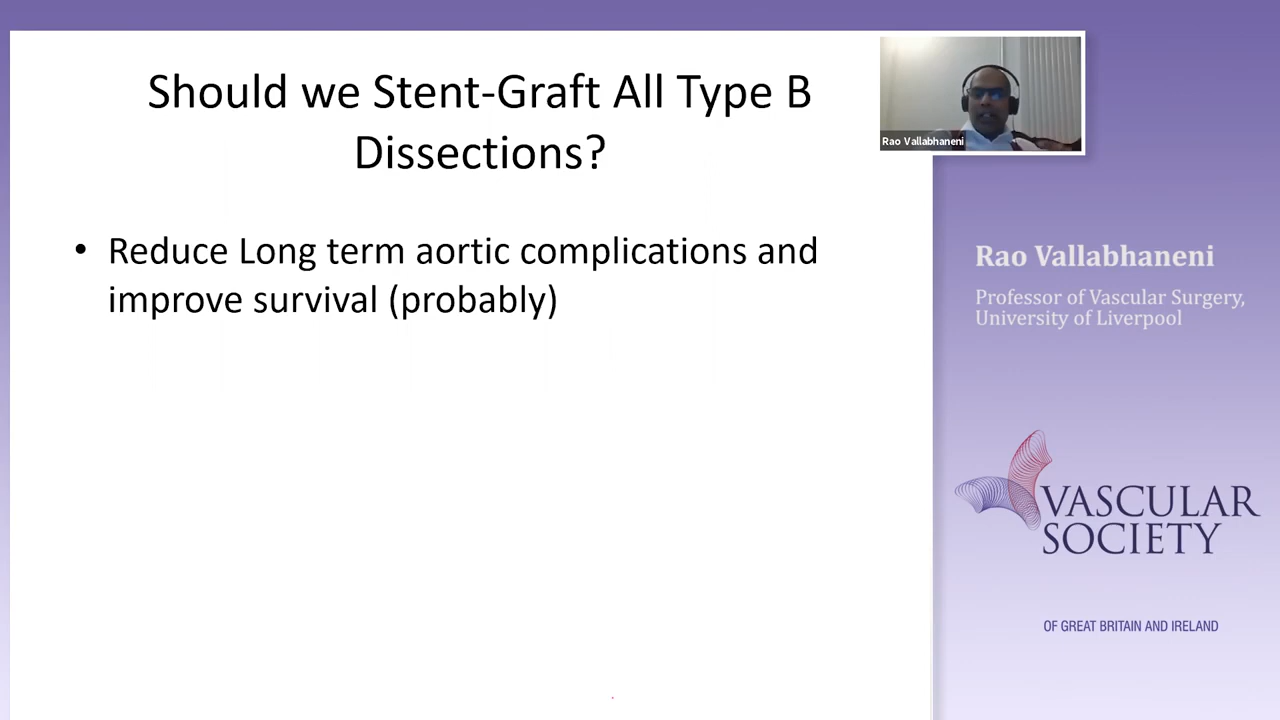 Should we Stent-Graft All Type B
Dissections?
• Reduce Long term aortic complications and
improve survival (probably)
Rao Vallabhaneni
Rao Vallabhaneni
Professor of Vascular Surgery,
University of Liverpool
VASCULAR
SOCIETY
OF GREAT BRITAIN AND IRELAND